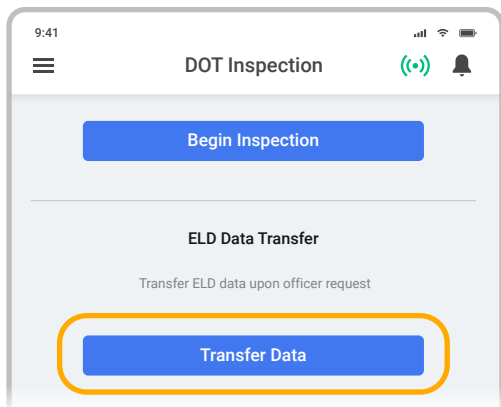 9:41
DOT Inspection
Begin Inspection
ELD Data Transfer
Transfer ELD data upon officer request
Transfer Data